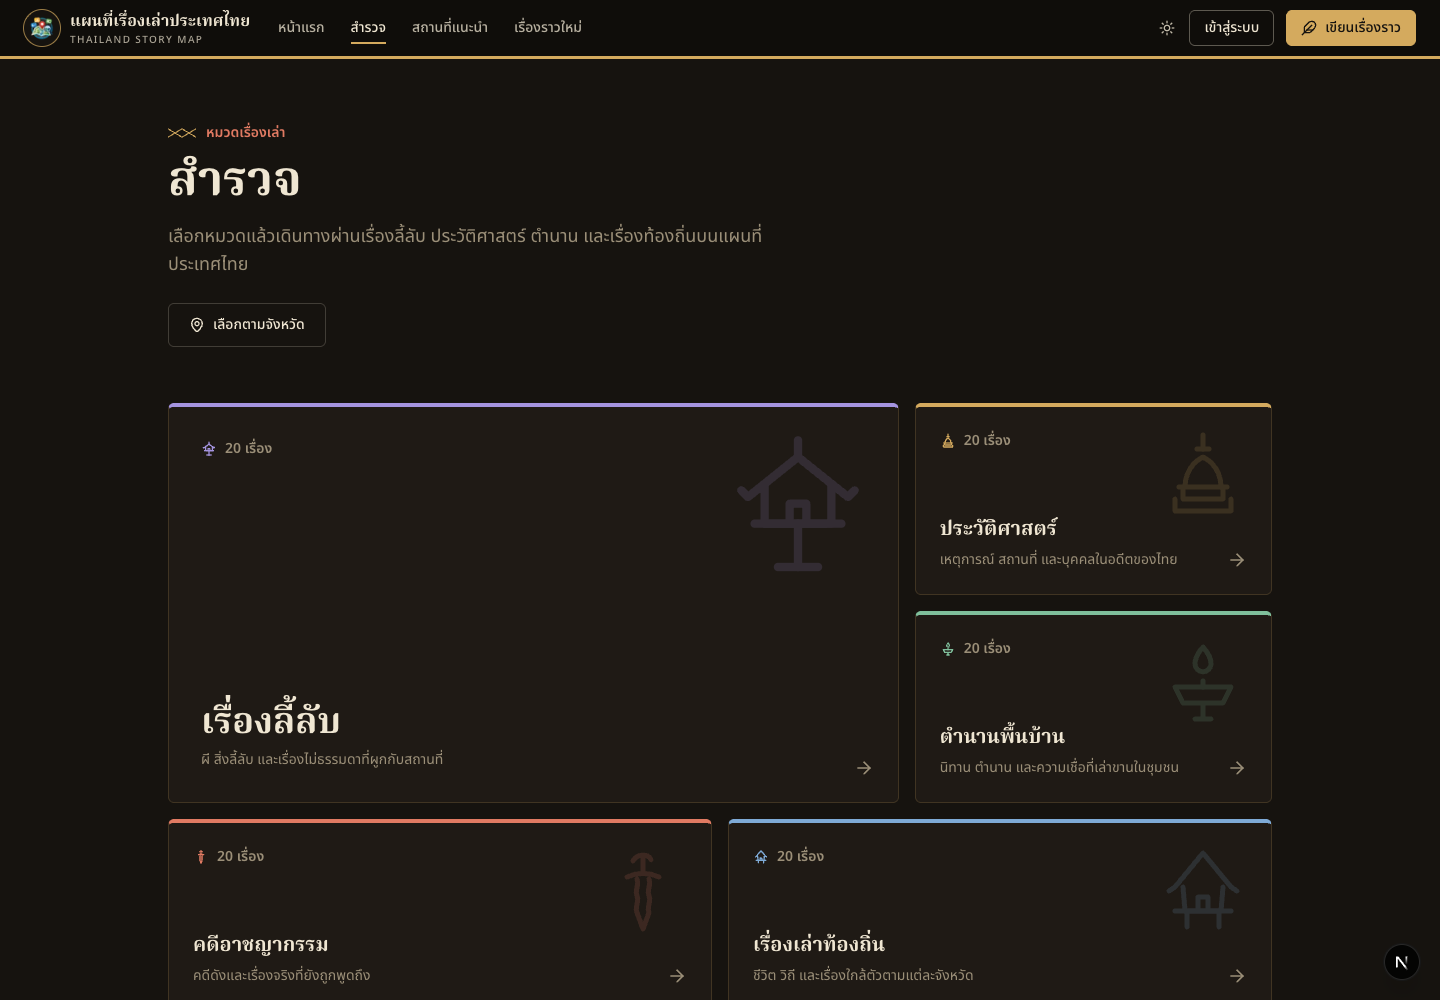 แผนที่เรื่องเล่าประเทศไทย
THAILAND STORY MAP
หน้าแรก
สำรวจ
สถานที่แนะนำ
เรื่องราวใหม่
เข้าสู่ระบบ
เขียนเรื่องราว
หมวดเรื่องเล่า
สำรวจ
เลือกหมวดแล้วเดินทางผ่านเรื่องลี้ลับ ประวัติศาสตร์ ตำนาน และเรื่องท้องถิ่นบนแผนที่
ประเทศไทย
เลือกตามจังหวัด
20 เรื่อง
เรื่องลี้ลับ
ผี สิ่งลี้ลับ และเรื่องไม่ธรรมดาที่ผูกกับสถานที่
20 เรื่อง
ประวัติศาสตร์
เหตุการณ์ สถานที่ และบุคคลในอดีตของไทย
20 เรื่อง
ตำนานพื้นบ้าน
นิทาน ตำนาน และความเชื่อที่เล่าขานในชุมชน
20 เรื่อง
คดีอาชญากรรม
คดีดังและเรื่องจริงที่ยังถูกพูดถึง
20 เรื่อง
เรื่องเล่าท้องถิ่น
ชีวิต วิถี และเรื่องใกล้ตัวตามแต่ละจังหวัด
N